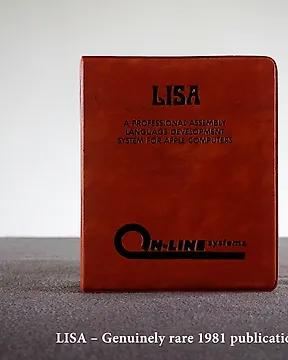 LISA
A PROFESSIONAL ASSEMBLY
LANGUAGE DEVELOPMENT
SYSTEM FOR APPLE COMPUTERS
ON-LINE systems
LISA – Genuinely rare 1981 publicatio